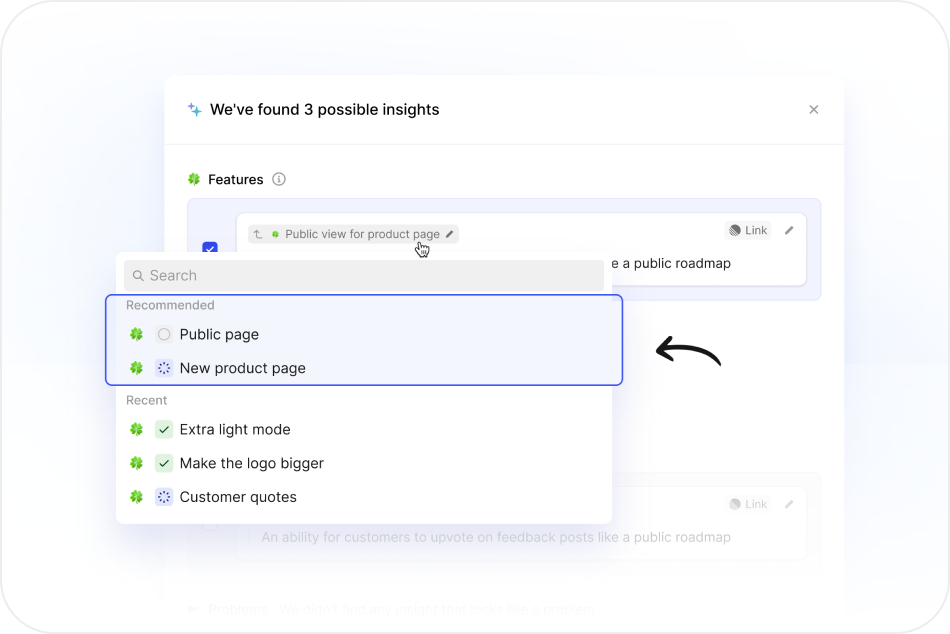 We've found 3 possible insights
Features
Public view for product page
Link
e a public roadmap
Search
Recommended
Public page
New product page
Recent
Extra light mode
Make the logo bigger
Customer quotes
Link
An ability for customers to upvote on feedback posts like a public roadmap
Problems We didn't find any insight that looks like a problem